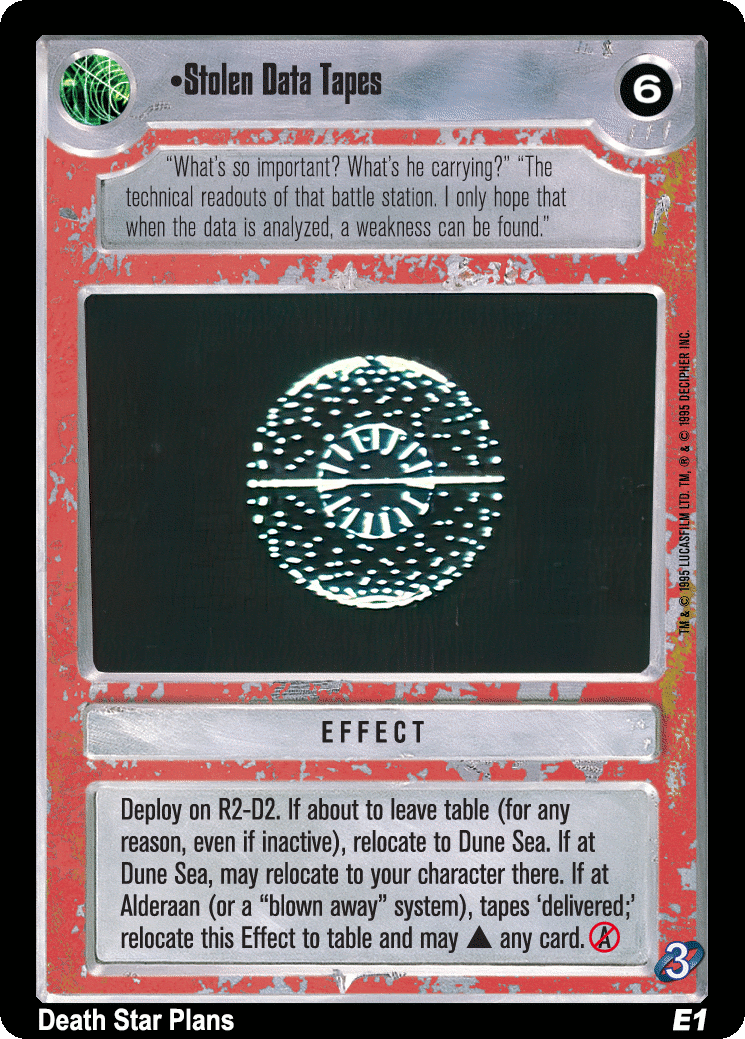 •Stolen Data Tapes
6
“What’s so important? What’s he carrying?” “The
technical readouts of that battle station. I only hope that
when the data is analyzed, a weakness can be found.”
TM & © 1995 LUCASFILM LTD. TM, ® & © 1995 DECIPHER INC.
EFFECT
Deploy on R2-D2. If about to leave table (for any
reason, even if inactive), relocate to Dune Sea. If at
Dune Sea, may relocate to your character there. If at
Alderaan (or a “blown away” system), tapes ‘delivered;’
relocate this Effect to table and may ▲ any card. A
3
Death Star Plans
E1